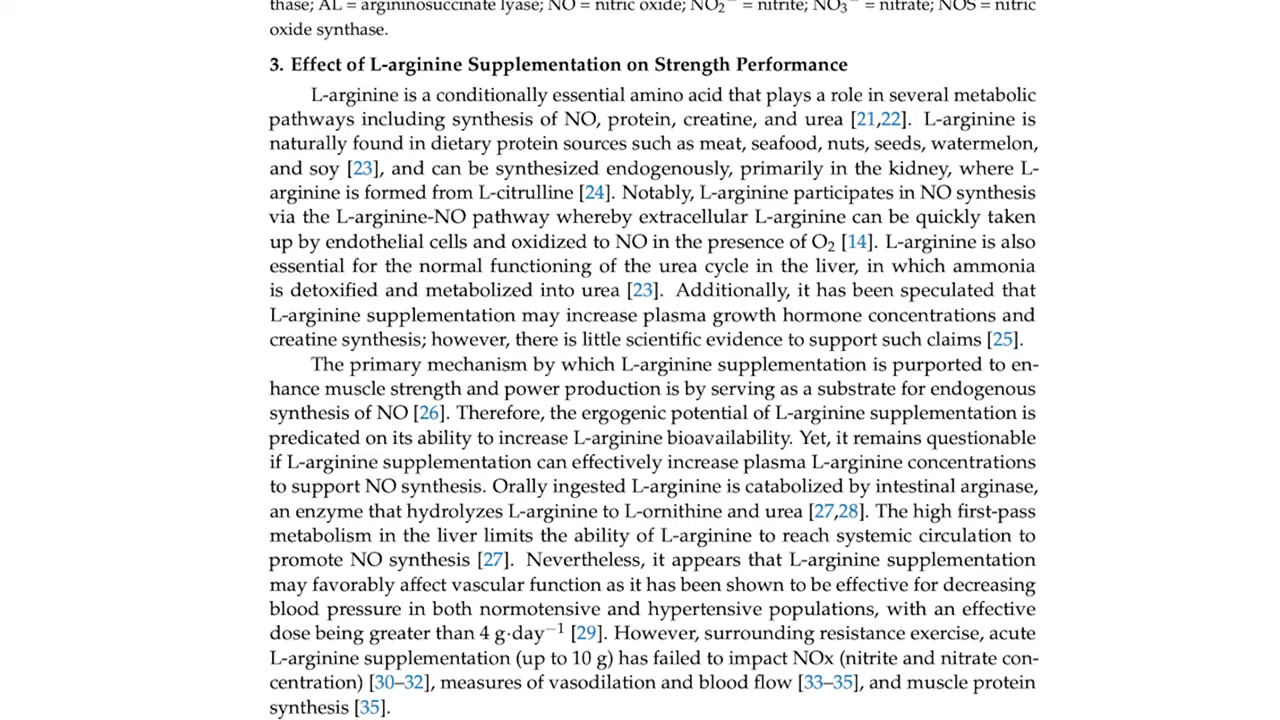 thase; AL = argininosuccinate lyase; NO = nitric oxide; NO₂⁻ = nitrite; NO₃⁻ = nitrate; NOS = nitric
oxide synthase.
3. Effect of L-arginine Supplementation on Strength Performance
L-arginine is a conditionally essential amino acid that plays a role in several metabolic
pathways including synthesis of NO, protein, creatine, and urea [21,22]. L-arginine is
naturally found in dietary protein sources such as meat, seafood, nuts, seeds, watermelon,
and soy [23], and can be synthesized endogenously, primarily in the kidney, where L-
arginine is formed from L-citrulline [24]. Notably, L-arginine participates in NO synthesis
via the L-arginine-NO pathway whereby extracellular L-arginine can be quickly taken
up by endothelial cells and oxidized to NO in the presence of O₂ [14]. L-arginine is also
essential for the normal functioning of the urea cycle in the liver, in which ammonia
is detoxified and metabolized into urea [23]. Additionally, it has been speculated that
L-arginine supplementation may increase plasma growth hormone concentrations and
creatine synthesis; however, there is little scientific evidence to support such claims [25].
The primary mechanism by which L-arginine supplementation is purported to en-
hance muscle strength and power production is by serving as a substrate for endogenous
synthesis of NO [26]. Therefore, the ergogenic potential of L-arginine supplementation is
predicated on its ability to increase L-arginine bioavailability. Yet, it remains questionable
if L-arginine supplementation can effectively increase plasma L-arginine concentrations
to support NO synthesis. Orally ingested L-arginine is catabolized by intestinal arginase,
an enzyme that hydrolyzes L-arginine to L-ornithine and urea [27,28]. The high first-pass
metabolism in the liver limits the ability of L-arginine to reach systemic circulation to
promote NO synthesis [27]. Nevertheless, it appears that L-arginine supplementation
may favorably affect vascular function as it has been shown to be effective for decreasing
blood pressure in both normotensive and hypertensive populations, with an effective
dose being greater than 4 g·day⁻¹ [29]. However, surrounding resistance exercise, acute
L-arginine supplementation (up to 10 g) has failed to impact NOx (nitrite and nitrate con-
centration) [30–32], measures of vasodilation and blood flow [33–35], and muscle protein
synthesis [35].